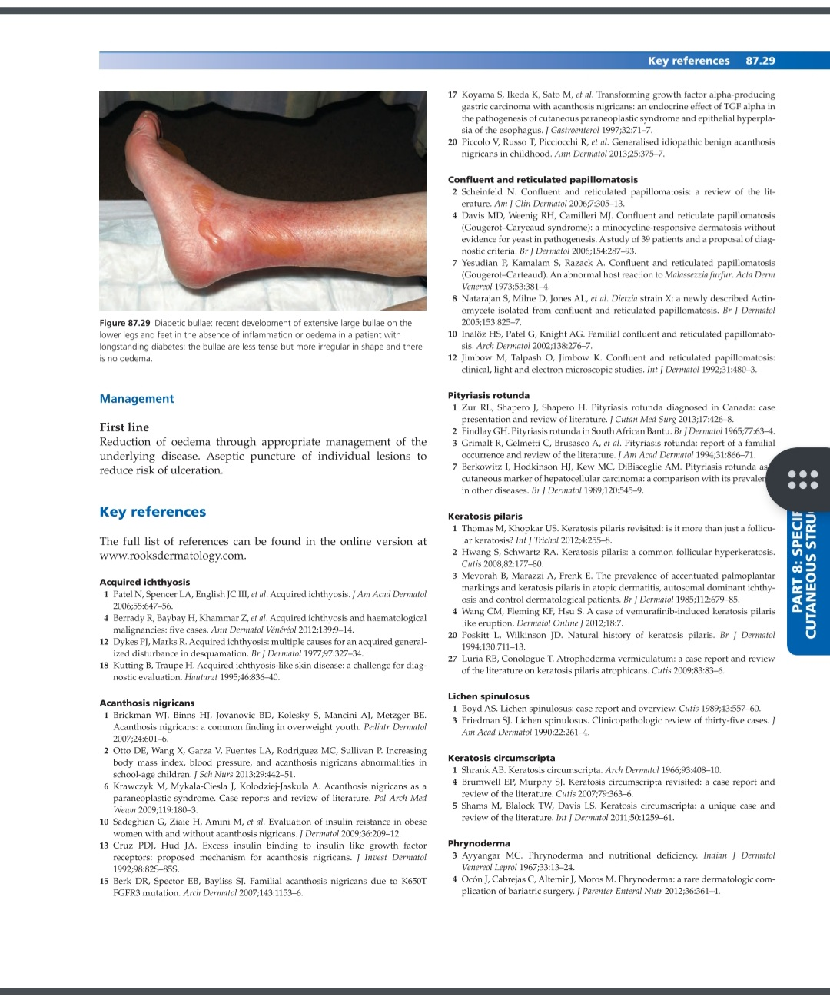 Key references 87.29
Figure 87.29 Diabetic bullae: recent development of extensive large bullae on the
lower legs and feet in the absence of inflammation or oedema in a patient with
longstanding diabetes: the bullae are less tense but more irregular in shape and there
is no oedema.
Management
First line
Reduction of oedema through appropriate management of the
underlying disease. Aseptic puncture of individual lesions to
reduce risk of ulceration.
Key references
The full list of references can be found in the online version at
www.rooksdermatology.com.
Acquired ichthyosis
1 Patel N, Spencer LA, English JC III, et al. Acquired ichthyosis. J Am Acad Dermatol
2006;55:647–56.
4 Berrady R, Baybay H, Khammar Z, et al. Acquired ichthyosis and haematological
malignancies: five cases. Ann Dermatol Vénéréol 2012;139:9–14.
12 Dykes PJ, Marks R. Acquired ichthyosis: multiple causes for an acquired general-
ized disturbance in desquamation. Br J Dermatol 1977;97:327–34.
18 Kutting B, Traupe H. Acquired ichthyosis-like skin disease: a challenge for diag-
nostic evaluation. Hautarzt 1995;46:836–40.
Acanthosis nigricans
1 Brickman WJ, Binns HJ, Jovanovic BD, Kolesky S, Mancini AJ, Metzger BE.
Acanthosis nigricans: a common finding in overweight youth. Pediatr Dermatol
2007;24:601–6.
2 Otto DE, Wang X, Garza V, Fuentes LA, Rodriguez MC, Sullivan P. Increasing
body mass index, blood pressure, and acanthosis nigricans abnormalities in
school-age children. J Sch Nurs 2013;29:442–51.
6 Krawczyk M, Mykala-Ciesla J, Kolodziej-Jaskula A. Acanthosis nigricans as a
paraneoplastic syndrome. Case reports and review of literature. Pol Arch Med
Wewn 2009;119:180–3.
10 Sadeghian G, Ziaie H, Amini M, et al. Evaluation of insulin reistance in obese
women with and without acanthosis nigricans. J Dermatol 2009;36:209–12.
13 Cruz PDJ, Hud JA. Excess insulin binding to insulin like growth factor
receptors: proposed mechanism for acanthosis nigricans. J Invest Dermatol
1992;98:82S–85S.
15 Berk DR, Spector EB, Bayliss SJ. Familial acanthosis nigricans due to K650T
FGFR3 mutation. Arch Dermatol 2007;143:1153–6.
17 Koyama S, Ikeda K, Sato M, et al. Transforming growth factor alpha-producing
gastric carcinoma with acanthosis nigricans: an endocrine effect of TGF alpha in
the pathogenesis of cutaneous paraneoplastic syndrome and epithelial hyperpla-
sia of the esophagus. J Gastroenterol 1997;32:71–7.
20 Piccolo V, Russo T, Picciocchi R, et al. Generalised idiopathic benign acanthosis
nigricans in childhood. Ann Dermatol 2013;25:375–7.
Confluent and reticulated papillomatosis
2 Scheinfeld N. Confluent and reticulated papillomatosis: a review of the lit-
erature. Am J Clin Dermatol 2006;7:305–13.
4 Davis MD, Weenig RH, Camilleri MJ. Confluent and reticulate papillomatosis
(Gougerot–Caryeaud syndrome): a minocycline-responsive dermatosis without
evidence for yeast in pathogenesis. A study of 39 patients and a proposal of diag-
nostic criteria. Br J Dermatol 2006;154:287–93.
7 Yesudian P, Kamalam S, Razack A. Confluent and reticulated papillomatosis
(Gougerot–Carteaud). An abnormal host reaction to Malassezzia furfur. Acta Derm
Venereol 1973;53:381–4.
8 Natarajan S, Milne D, Jones AL, et al. Dietzia strain X: a newly described Actin-
omycete isolated from confluent and reticulated papillomatosis. Br J Dermatol
2005;153:825–7.
10 Inalöz HS, Patel G, Knight AG. Familial confluent and reticulated papillomato-
sis. Arch Dermatol 2002;138:276–7.
12 Jimbow M, Talpash O, Jimbow K. Confluent and reticulated papillomatosis:
clinical, light and electron microscopic studies. Int J Dermatol 1992;31:480–3.
Pityriasis rotunda
1 Zur RL, Shapero J, Shapero H. Pityriasis rotunda diagnosed in Canada: case
presentation and review of literature. J Cutan Med Surg 2013;17:426–8.
2 Findlay GH. Pityriasis rotunda in South African Bantu. Br J Dermatol 1965;77:63–4.
3 Grimalt R, Gelmetti C, Brusasco A, et al. Pityriasis rotunda: report of a familial
occurrence and review of the literature. J Am Acad Dermatol 1994;31:866–71.
7 Berkowitz I, Hodkinson HJ, Kew MC, DiBisceglie AM. Pityriasis rotunda as
cutaneous marker of hepatocellular carcinoma: a comparison with its prevalen
in other diseases. Br J Dermatol 1989;120:545–9.
Keratosis pilaris
1 Thomas M, Khopkar US. Keratosis pilaris revisited: is it more than just a follicu-
lar keratosis? Int J Trichol 2012;4:255–8.
2 Hwang S, Schwartz RA. Keratosis pilaris: a common follicular hyperkeratosis.
Cutis 2008;82:177–80.
3 Mevorah B, Marazzi A, Frenk E. The prevalence of accentuated palmoplantar
markings and keratosis pilaris in atopic dermatitis, autosomal dominant ichthy-
osis and control dermatological patients. Br J Dermatol 1985;112:679–85.
4 Wang CM, Fleming KF, Hsu S. A case of vemurafinib-induced keratosis pilaris
like eruption. Dermatol Online J 2012;18:7.
20 Poskitt L, Wilkinson JD. Natural history of keratosis pilaris. Br J Dermatol
1994;130:711–13.
27 Luria RB, Conologue T. Atrophoderma vermiculatum: a case report and review
of the literature on keratosis pilaris atrophicans. Cutis 2009;83:83–6.
Lichen spinulosus
1 Boyd AS. Lichen spinulosus: case report and overview. Cutis 1989;43:557–60.
3 Friedman SJ. Lichen spinulosus. Clinicopathologic review of thirty-five cases. J
Am Acad Dermatol 1990;22:261–4.
Keratosis circumscripta
1 Shrank AB. Keratosis circumscripta. Arch Dermatol 1966;93:408–10.
4 Brumwell EP, Murphy SJ. Keratosis circumscripta revisited: a case report and
review of the literature. Cutis 2007;79:363–6.
5 Shams M, Blalock TW, Davis LS. Keratosis circumscripta: a unique case and
review of the literature. Int J Dermatol 2011;50:1259–61.
Phrynoderma
3 Ayyangar MC. Phrynoderma and nutritional deficiency. Indian J Dermatol
Venereol Leprol 1967;33:13–24.
4 Ocón J, Cabrejas C, Altemir J, Moros M. Phrynoderma: a rare dermatologic com-
plication of bariatric surgery. J Parenter Enteral Nutr 2012;36:361–4.
PART 8: SPECIF
CUTANEOUS STRU